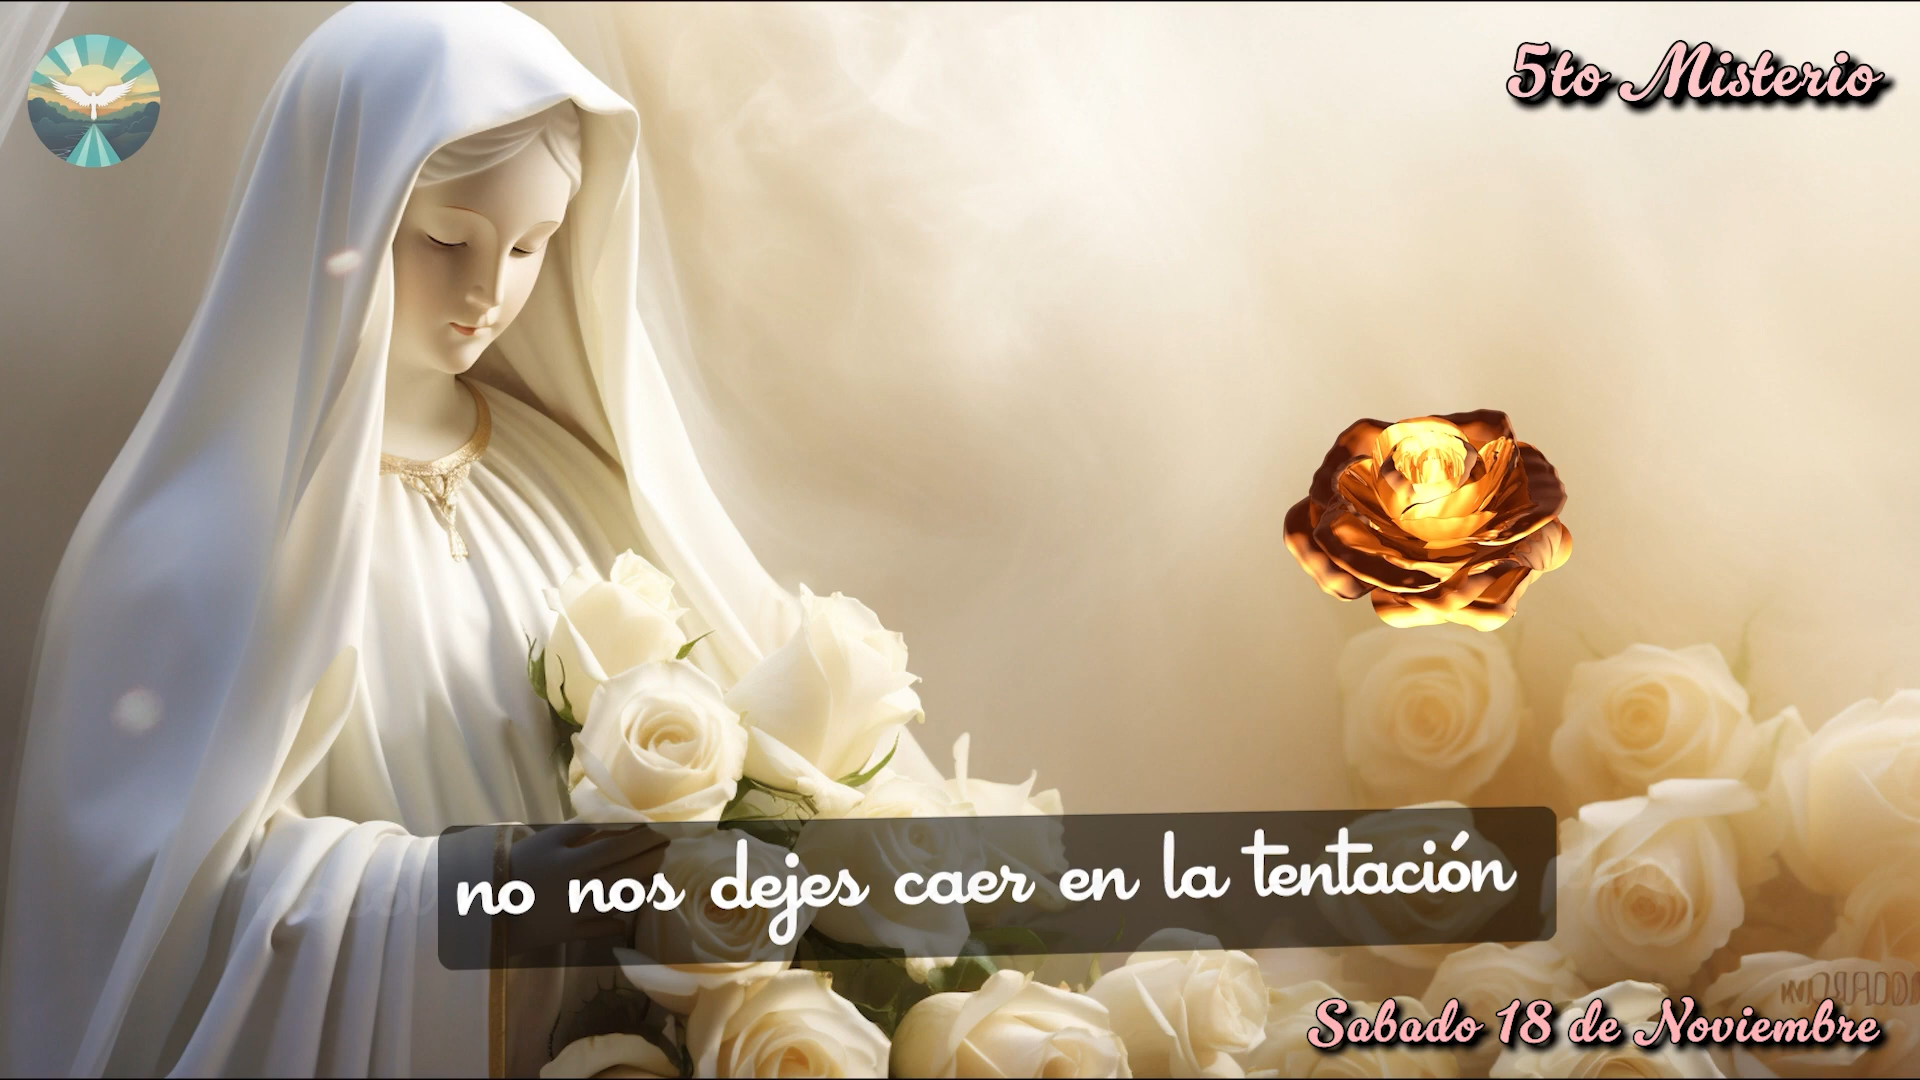 5to Misterio
no nos dejes caer en la tentación
Sabado 18 de Noviembre